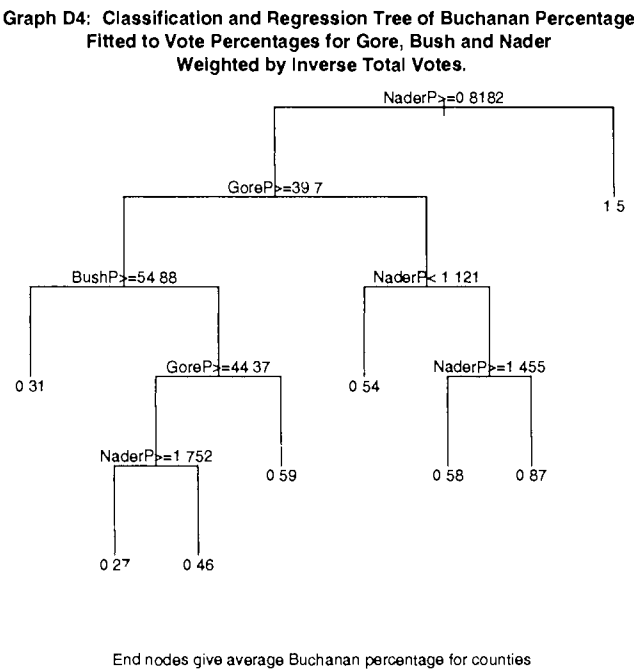 Graph D4: Classification and Regression Tree of Buchanan Percentage
Fitted to Vote Percentages for Gore, Bush and Nader
Weighted by Inverse Total Votes.
NaderP>=0 8182
GoreP>=39 7
1 5
BushP>=54 88
NaderP< 1 121
0 31
GoreP>=44 37
0 54
NaderP>=1 455
NaderP>=1 752
0 59
0 58
0 87
0 27
0 46
End nodes give average Buchanan percentage for counties